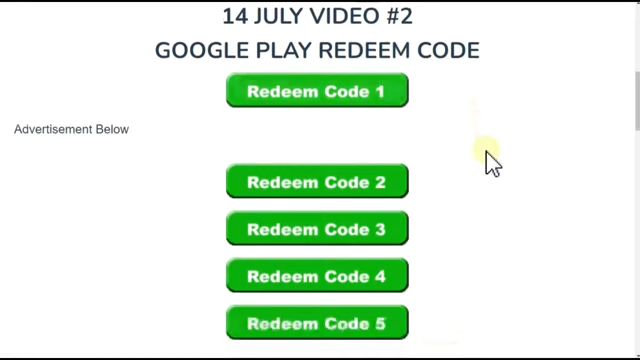 14 JULY VIDEO #2
GOOGLE PLAY REDEEM CODE
Redeem Code 1
Advertisement Below
Redeem Code 2
Redeem Code 3
Redeem Code 4
Redeem Code 5